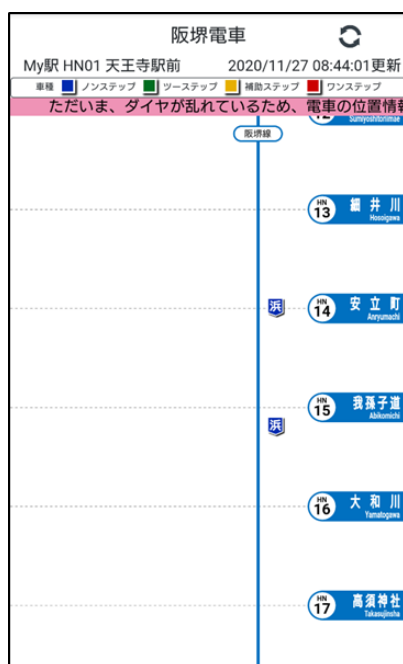 阪堺電車
My駅 HN01 天王寺駅前 2020/11/27 08:44:01更新
車種 ノンステップ ツーステップ 補助ステップ ワンステップ
ただいま、ダイヤが乱れているため、電車の位置情報
Sumiyoshitoriimae
阪堺線
HN
13
細井川
Hosoigawa
浜
HN
14
安立町
Anryumachi
HN
15
我孫子道
Abikomichi
浜
HN
16
大和川
Yamatogawa
HN
17
高須神社
Takasujinsha